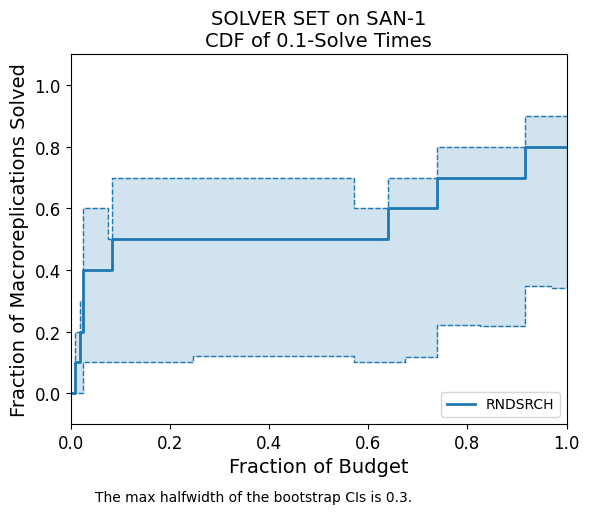 SOLVER SET on SAN-1
CDF of 0.1-Solve Times
Fraction of Macroreplications Solved
1.0
0.8
0.6
0.4
0.2
0.0
RNDSRCH
0.0 0.2 0.4 0.6 0.8 1.0
Fraction of Budget
The max halfwidth of the bootstrap CIs is 0.3.